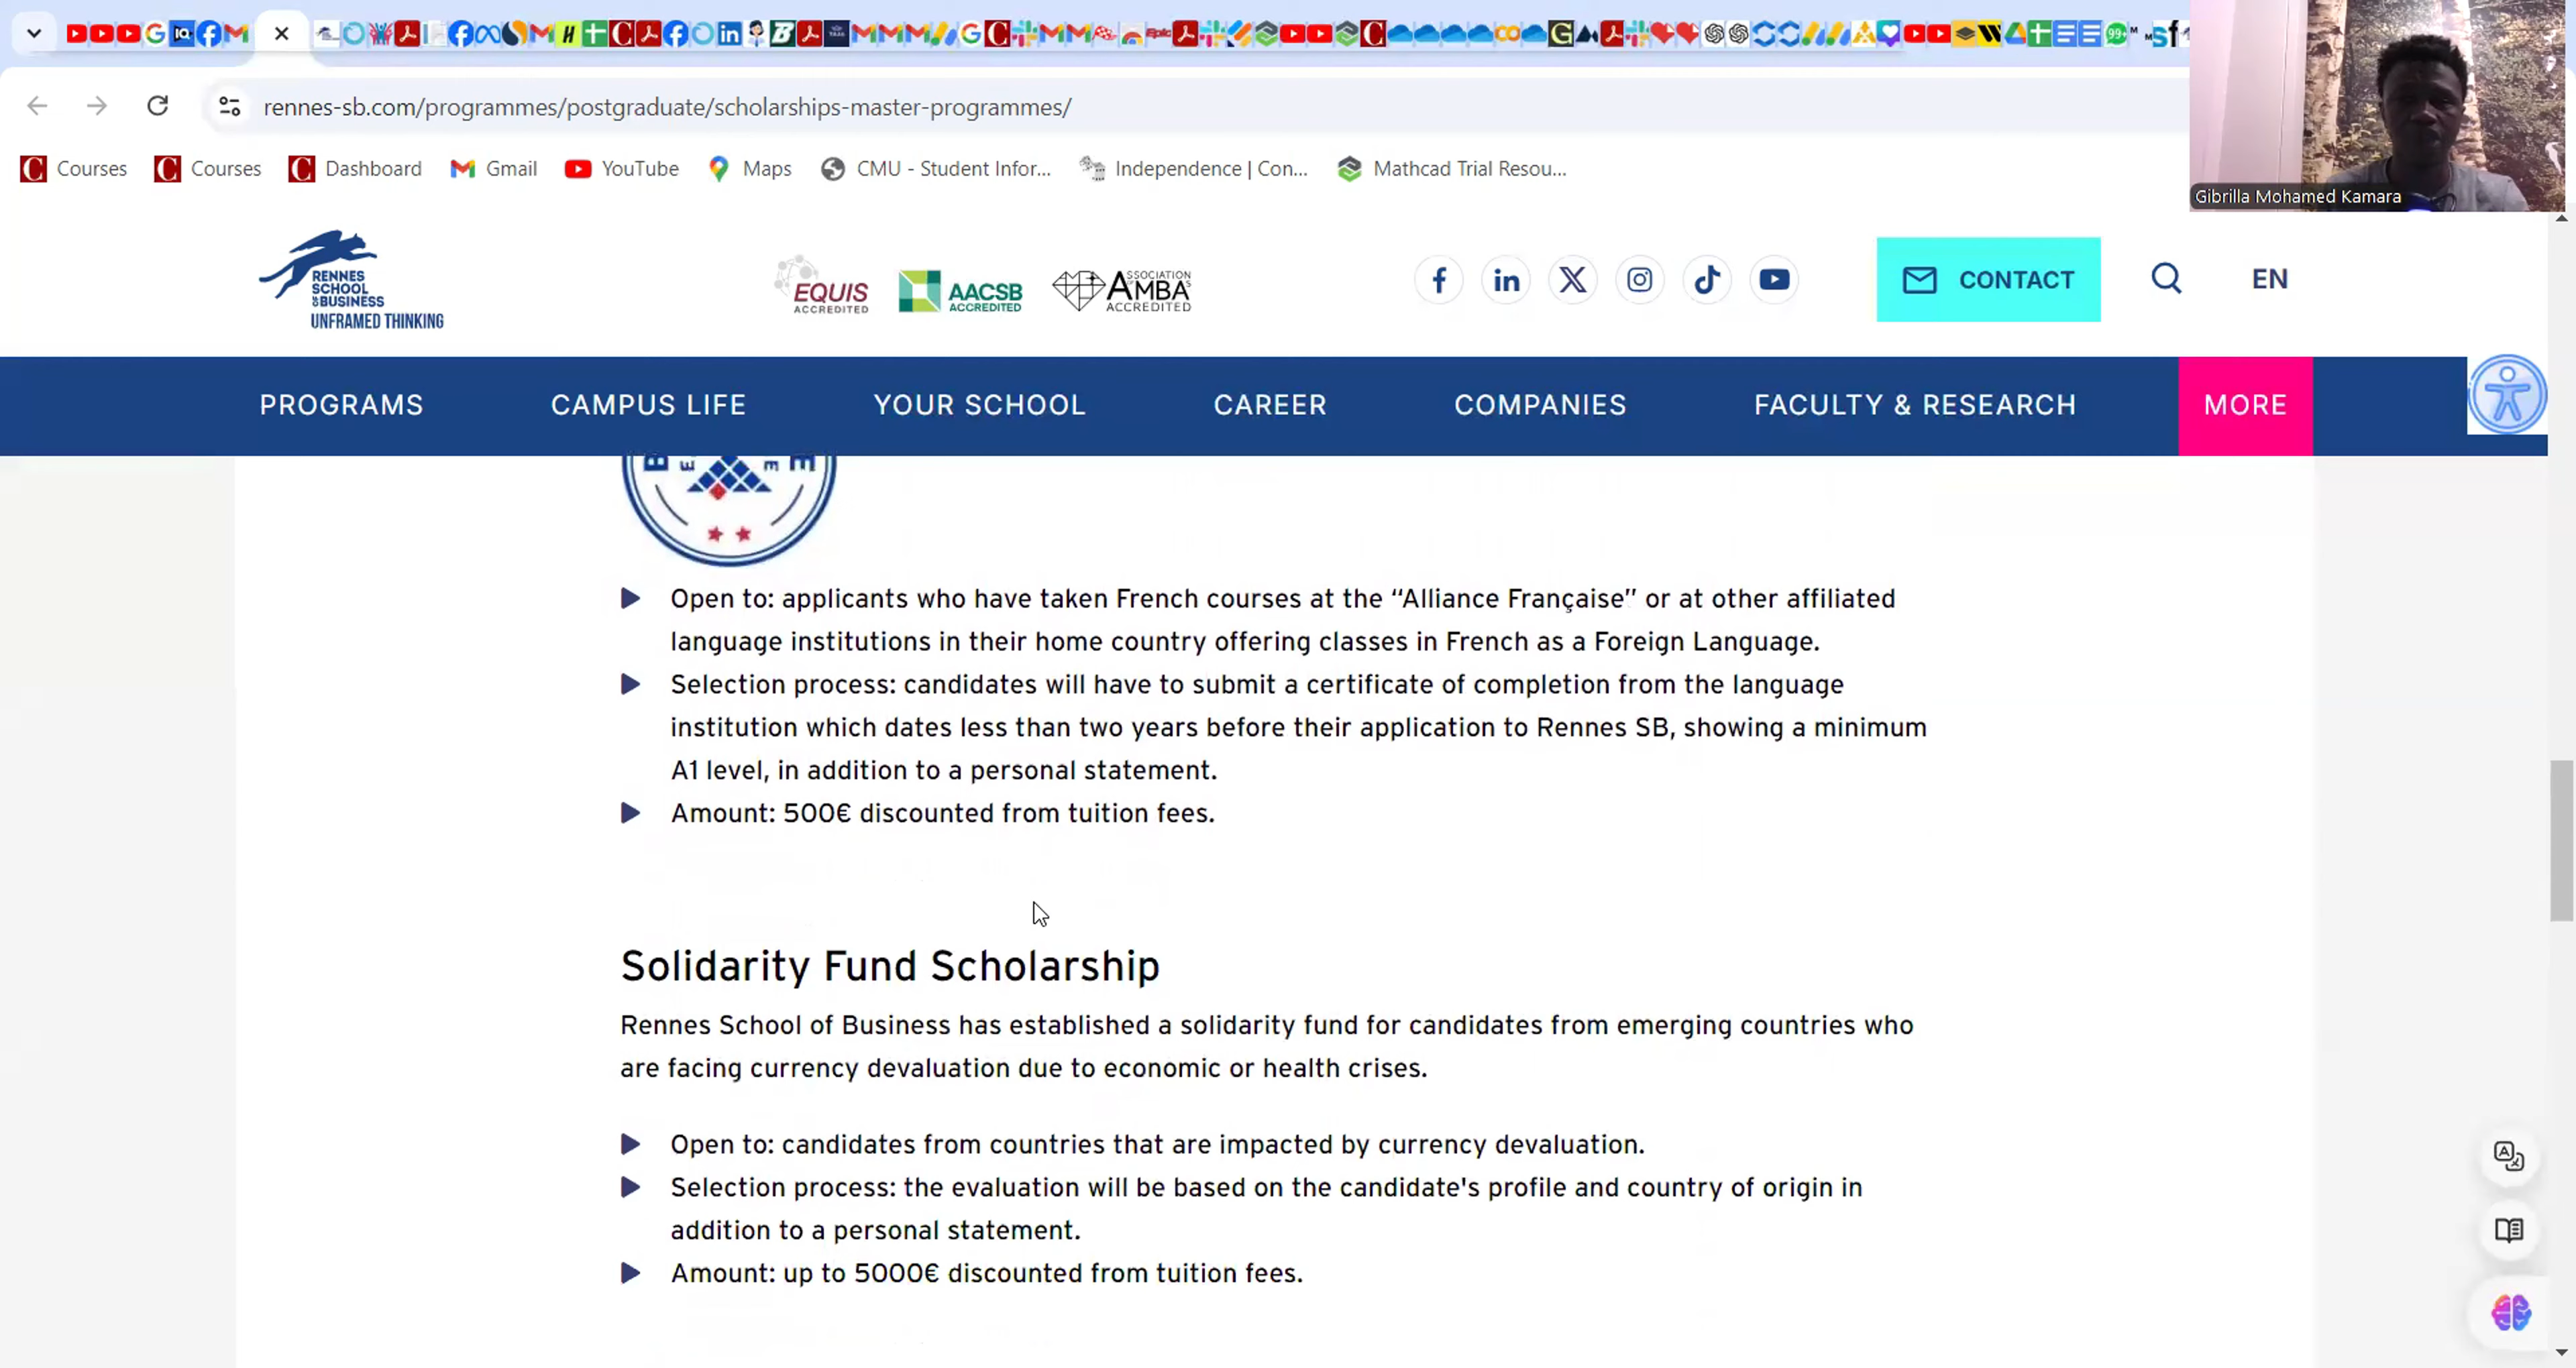 rennes-sb.com/programmes/postgraduate/scholarships-master-programmes/
Courses
Courses
Dashboard
Gmail
YouTube
Maps
CMU - Student Infor...
Independence | Con...
Mathcad Trial Resou...
Gibrilla Mohamed Kamara
RENNES
SCHOOL
OF BUSINESS
UNFRAMED THINKING
EQUIS
ACCREDITED
AACSB
ACCREDITED
ASSOCIATION
OF
AMBA'S
ACCREDITED
CONTACT
EN
PROGRAMS
CAMPUS LIFE
YOUR SCHOOL
CAREER
COMPANIES
FACULTY & RESEARCH
MORE
Open to: applicants who have taken French courses at the “Alliance Française” or at other affiliated
language institutions in their home country offering classes in French as a Foreign Language.
Selection process: candidates will have to submit a certificate of completion from the language
institution which dates less than two years before their application to Rennes SB, showing a minimum
A1 level, in addition to a personal statement.
Amount: 500€ discounted from tuition fees.
Solidarity Fund Scholarship
Rennes School of Business has established a solidarity fund for candidates from emerging countries who
are facing currency devaluation due to economic or health crises.
Open to: candidates from countries that are impacted by currency devaluation.
Selection process: the evaluation will be based on the candidate's profile and country of origin in
addition to a personal statement.
Amount: up to 5000€ discounted from tuition fees.